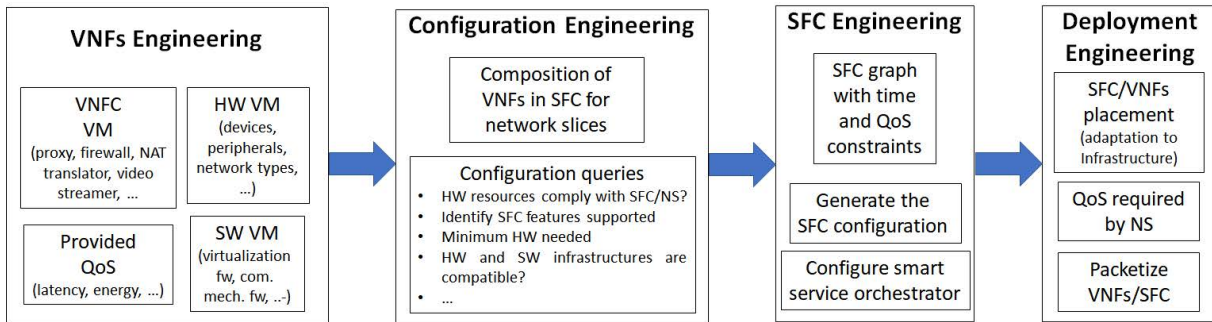 VNFs Engineering
VNFC
VM
(proxy, firewall, NAT
translator, video
streamer, ...
HW VM
(devices,
peripherals,
network types,
...)
Provided
QoS
(latency, energy, ...)
SW VM
(virtualization
fw, com.
mech. fw, ..-)
Configuration Engineering
Composition of
VNFs in SFC for
network slices
Configuration queries
• HW resources comply with SFC/NS?
• Identify SFC features supported
• Minimum HW needed
• HW and SW infrastructures are
compatible?
• ...
SFC Engineering
SFC graph
with time
and QoS
constraints
Generate the
SFC configuration
Configure smart
service orchestrator
Deployment
Engineering
SFC/VNFs
placement
(adaptation to
Infrastructure)
QoS required
by NS
Packetize
VNFs/SFC